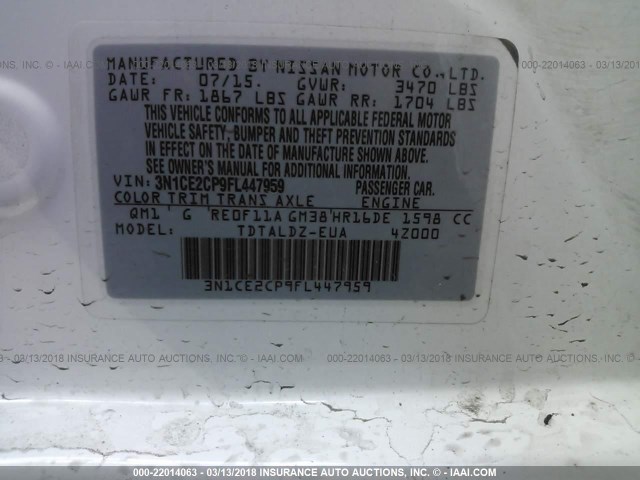 MANUFACTURED BY NISSAN MOTOR CO.,LTD.
DATE: 07/15. GVWR: 3470 LBS
GAWR FR: 1867 LBS GAWR RR: 1704 LBS
THIS VEHICLE CONFORMS TO ALL APPLICABLE FEDERAL MOTOR
VEHICLE SAFETY, BUMPER AND THEFT PREVENTION STANDARDS
IN EFFECT ON THE DATE OF MANUFACTURE SHOWN ABOVE.
SEE OWNER'S MANUAL FOR ADDITIONAL INFORMATION.
VIN: 3N1CE2CP9FL447959 PASSENGER CAR.
COLOR TRIM TRANS AXLE ENGINE
QM1 G RE0F11A GM38 HR16DE 1598 CC
MODEL: TDTALDZ-EUA 4Z000
3N1CE2CP9FL447959
000-22014063 - 03/13/2018 INSURANCE AUTO AUCTIONS, INC. - © - IAAI.COM